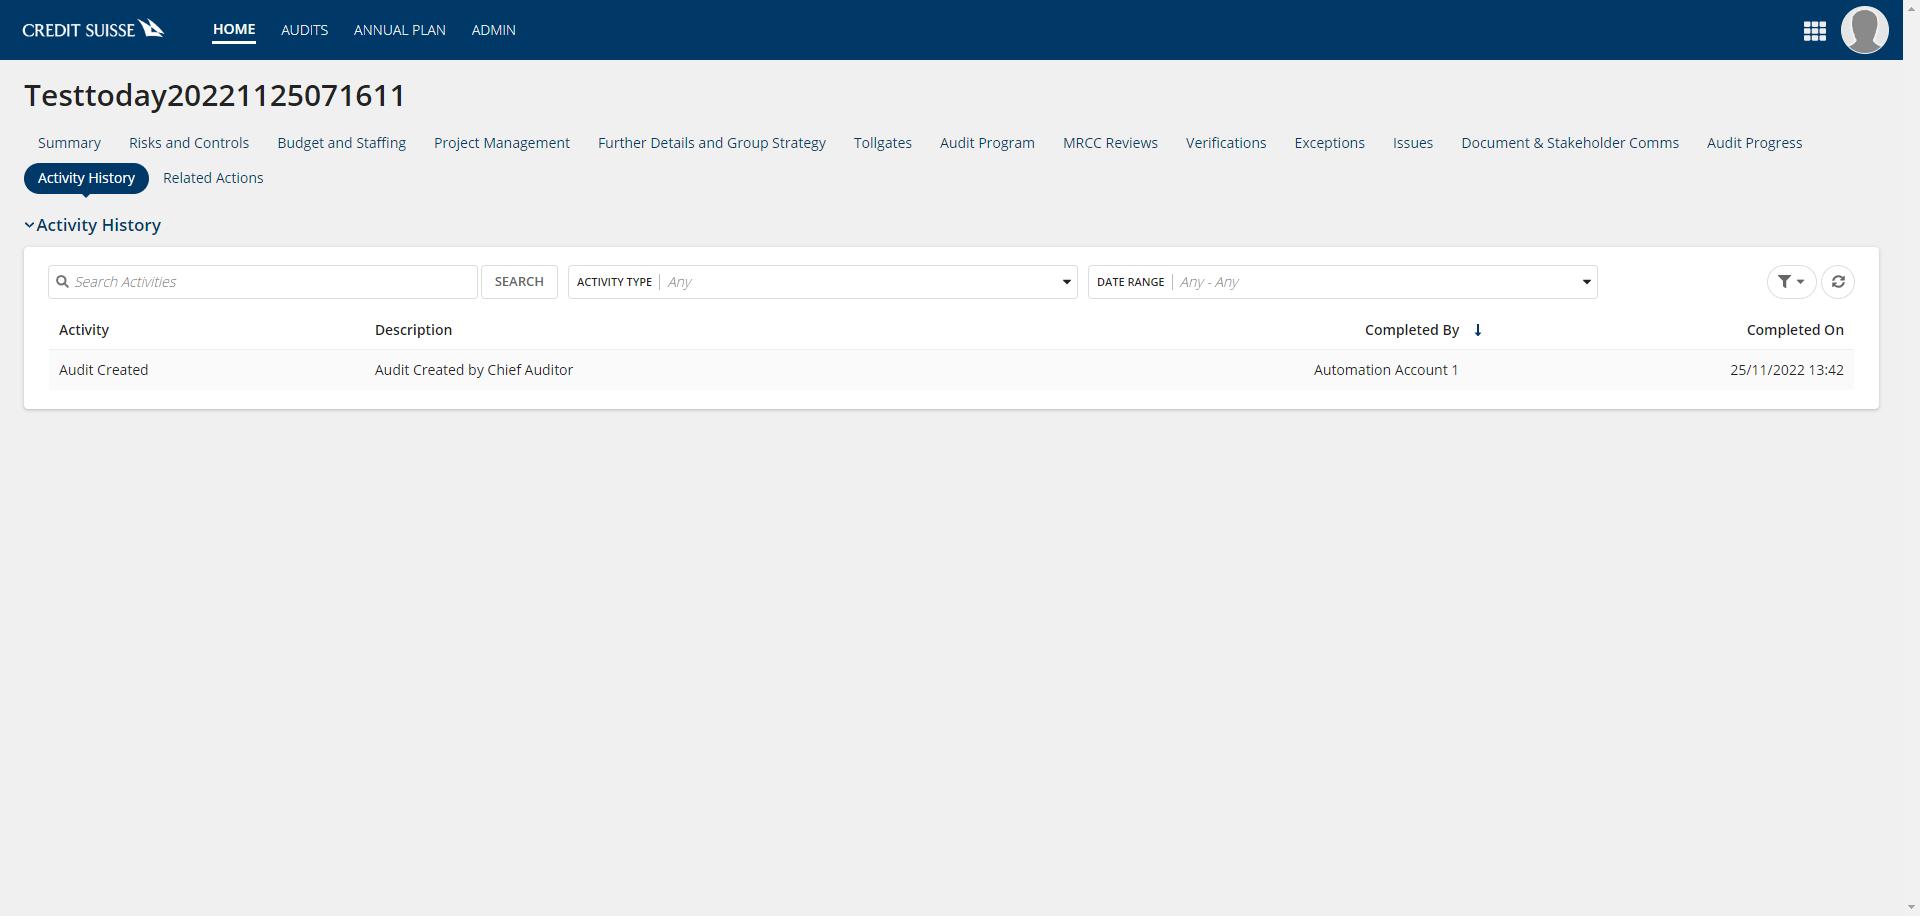 CREDIT SUISSE HOME AUDITS ANNUAL PLAN ADMIN
Testtoday20221125071611
Summary Risks and Controls Budget and Staffing Project Management Further Details and Group Strategy Tollgates Audit Program MRCC Reviews Verifications Exceptions Issues Document & Stakeholder Comms Audit Progress
Activity History Related Actions
Activity History
Search Activities SEARCH ACTIVITY TYPE Any DATE RANGE Any - Any
Activity Description Completed By Completed On
Audit Created Audit Created by Chief Auditor Automation Account 1 25/11/2022 13:42